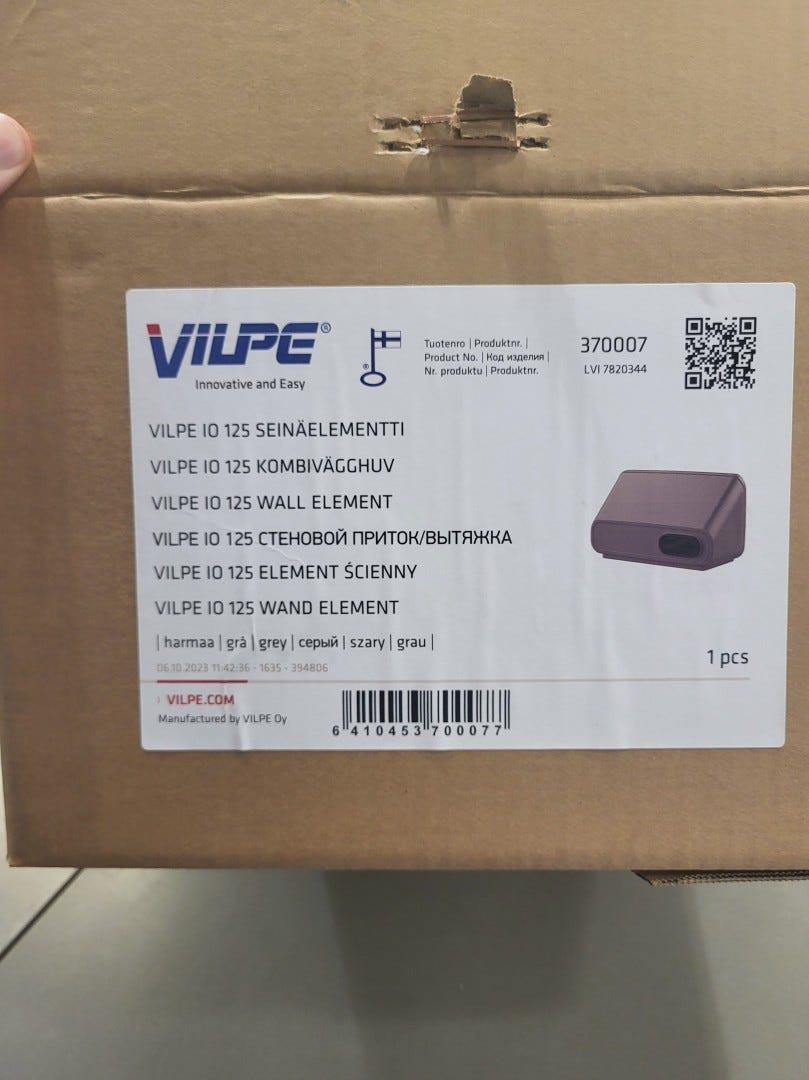 VILPE®
Innovative and Easy
Tuotenro | Produktnr. |
Product No. | Код изделия |
Nr. produktu | Produktnr.
370007
LVI 7820344
VILPE IO 125 SEINÄELEMENTTI
VILPE IO 125 KOMBIVÄGGHUV
VILPE IO 125 WALL ELEMENT
VILPE IO 125 СТЕНОВОЙ ПРИТОК/ВЫТЯЖКА
VILPE IO 125 ELEMENT ŚCIENNY
VILPE IO 125 WAND ELEMENT
| harmaa | grå | grey | серый | szary | grau |
1 pcs
06.10.2023 11:42:36 - 1635 - 394806
› VILPE.COM
Manufactured by VILPE Oy
6 410453 700077